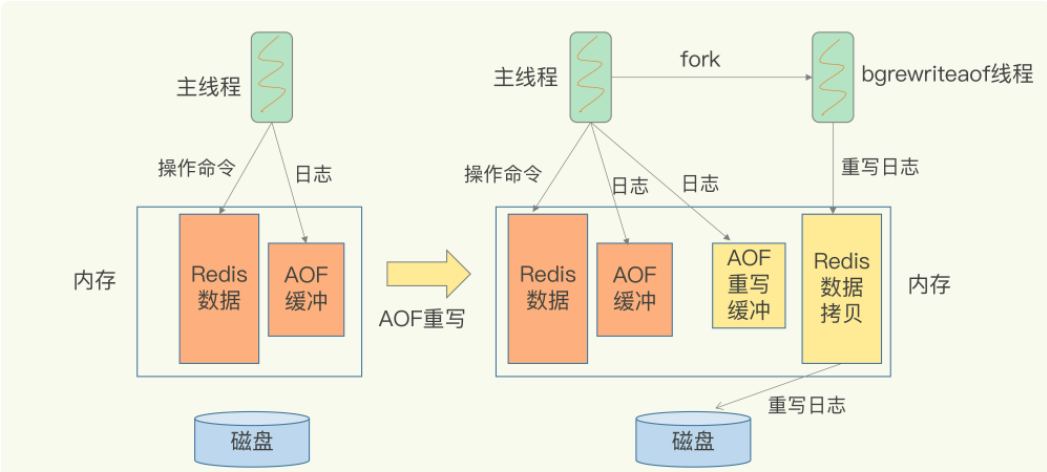 主线程
操作命令
日志
内存
Redis
数据
AOF
缓冲
磁盘
AOF重写
主线程
fork
bgrewriteaof线程
操作命令
日志
日志
重写日志
Redis
数据
AOF
缓冲
AOF
重写
缓冲
Redis
数据
拷贝
内存
重写日志
磁盘